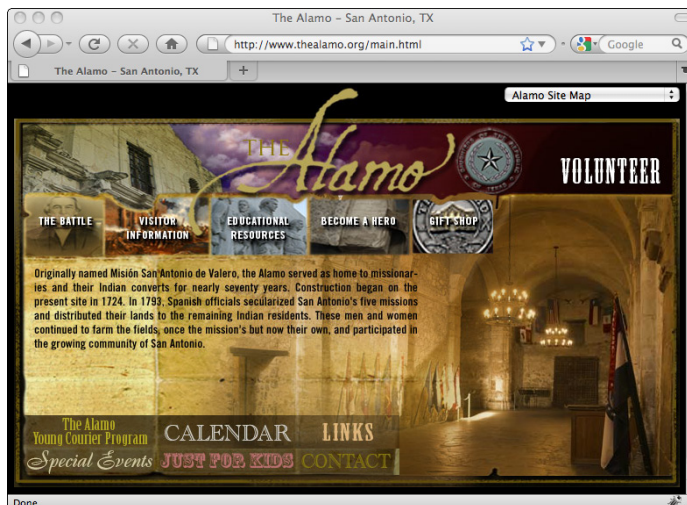 The Alamo – San Antonio, TX
http://www.thealamo.org/main.html
Google
The Alamo – San Antonio, TX
Alamo Site Map
THE Alamo
VOLUNTEER
THE BATTLE
VISITOR INFORMATION
EDUCATIONAL RESOURCES
BECOME A HERO
GIFT SHOP
Originally named Misión San Antonio de Valero, the Alamo served as home to missionar-
ies and their Indian converts for nearly seventy years. Construction began on the
present site in 1724. In 1793, Spanish officials secularized San Antonio's five missions
and distributed their lands to the remaining Indian residents. These men and women
continued to farm the fields, once the mission's but now their own, and participated in
the growing community of San Antonio.
The Alamo
Young Courier Program
CALENDAR
LINKS
Special Events
JUST FOR KIDS
CONTACT
Done